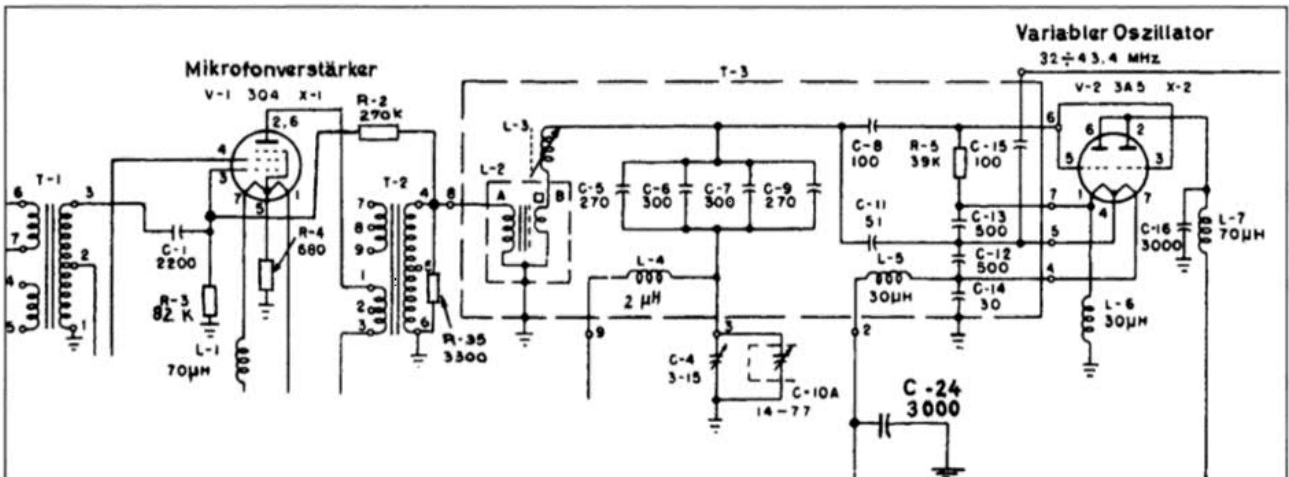 Variabler Oszillator
32÷43,4 MHz
Mikrofonverstärker
V-1 3Q4 X-1
T-3
V-2 3A5 X-2
R-2
270K
2,6
4
3
7
5
1
R-4
680
T-1
6
3
7
2
4
5
1
C-1
2200
R-3
82 K
L-1
70µH
T-2
7
8
9
1
2
3
4
5
6
8
R-35
3300
L-3
L-2
A
B
C-5
270
C-6
300
C-7
300
C-9
270
L-4
2 µH
9
3
C-4
3-15
C-10A
14-77
C-8
100
R-5
39K
C-15
100
C-11
51
C-13
500
C-12
500
C-14
30
L-5
30µH
2
6
7
5
4
6
2
5
3
1
4
7
L-6
30µH
C-16
3000
L-7
70µH
C-24
3000